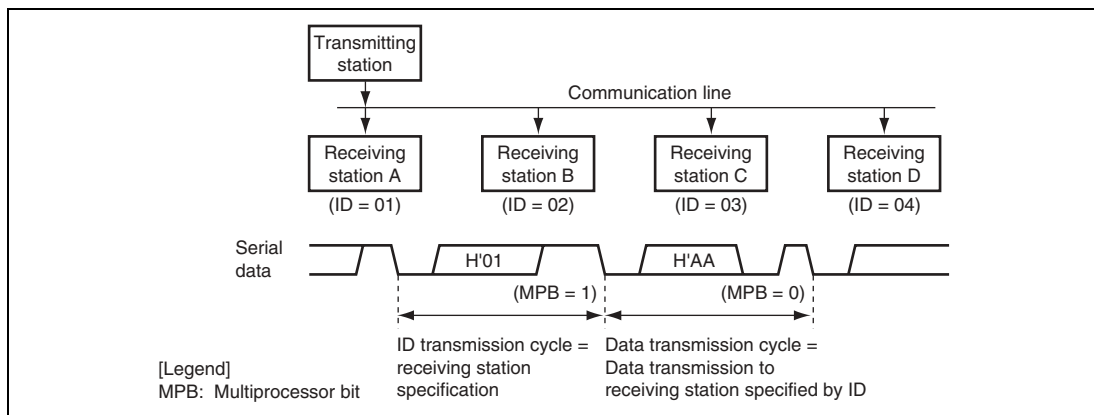 Transmitting
station
Communication line
Receiving
station A
Receiving
station B
Receiving
station C
Receiving
station D
(ID = 01)
(ID = 02)
(ID = 03)
(ID = 04)
Serial
data
H'01
H'AA
(MPB = 1)
(MPB = 0)
ID transmission cycle =
receiving station
specification
Data transmission cycle =
Data transmission to
receiving station specified by ID
[Legend]
MPB: Multiprocessor bit